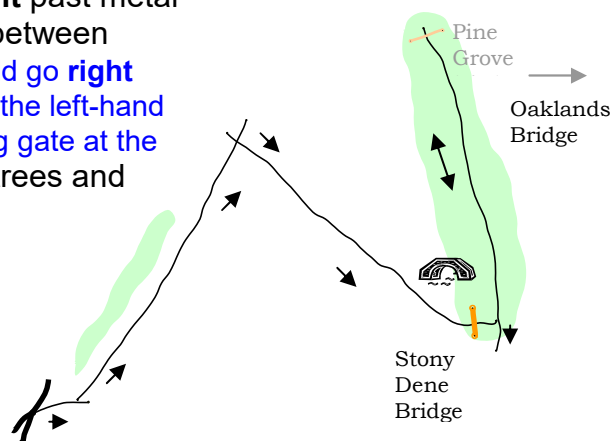 t past metal
between
d go right
the left-hand
g gate at the
rees and
Pine
Grove
Oaklands
Bridge
Stony
Dene
Bridge